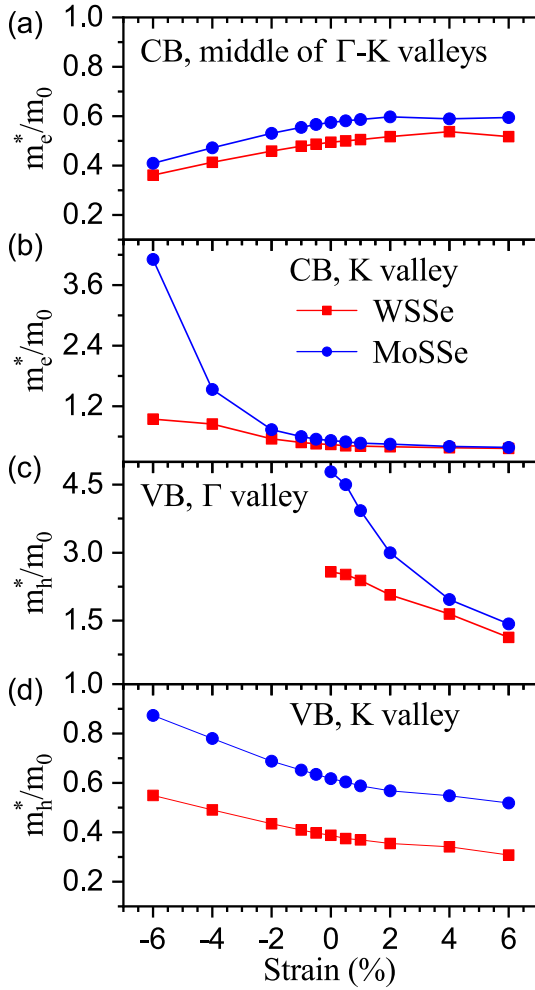 (a)
1.0
CB, middle of Γ-K valleys
0.8
0.6
0.4
0.2
m*e/m0
(b)
CB, K valley
WSSe
MoSSe
3.6
2.4
1.2
m*e/m0
(c)
VB, Γ valley
4.5
3.0
1.5
m*h/m0
(d)
1.0
VB, K valley
0.8
0.6
0.4
0.2
m*h/m0
-6 -4 -2 0 2 4 6
Strain (%)